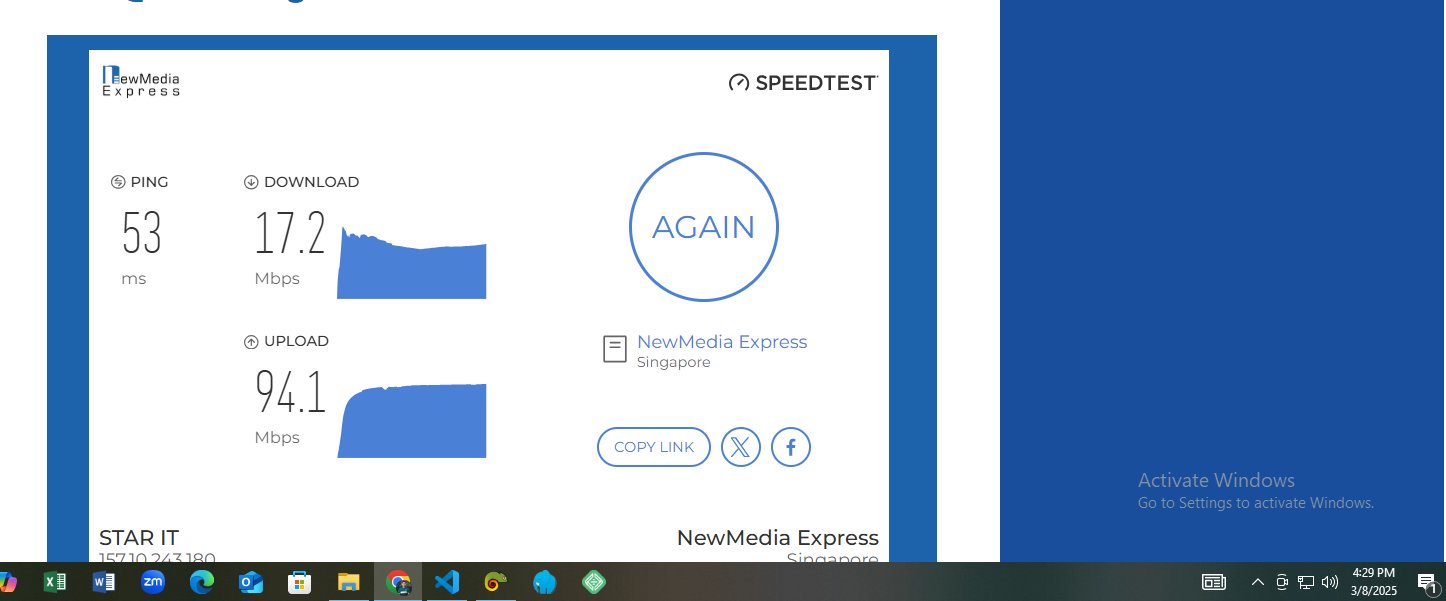 NewMedia
Express
SPEEDTEST
PING
53
ms
DOWNLOAD
17.2
Mbps
UPLOAD
94.1
Mbps
AGAIN
NewMedia Express
Singapore
COPY LINK
STAR IT
157.10.243.180
NewMedia Express
Singapore
Activate Windows
Go to Settings to activate Windows.
zm
4:29 PM
3/8/2025
1